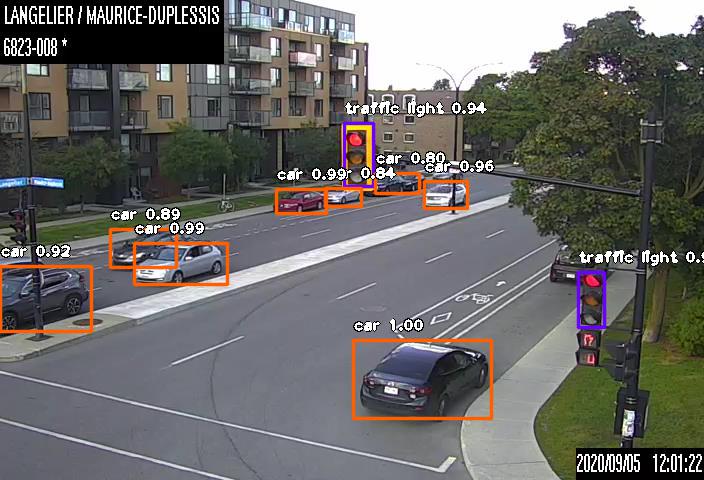 LANGELIER / MAURICE-DUPLESSIS
6823-008 *
traffic light 0.94
car 0.80
car 0.99
0.84
car 0.96
car 0.89
car 0.99
car 0.92
traffic light 0.9
car 1.00
2020/09/05 12:01:22